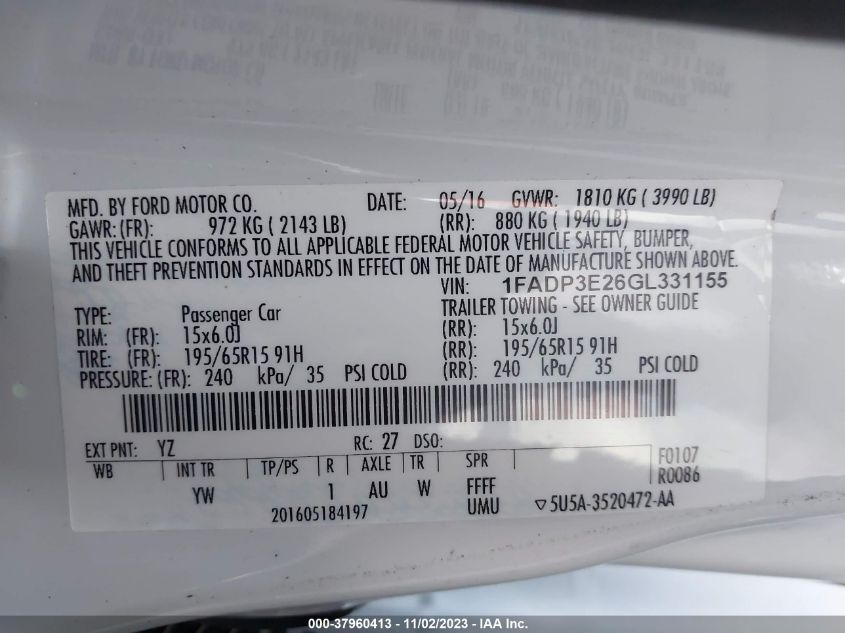 MFD. BY FORD MOTOR CO. DATE: 05/16 GVWR: 1810 KG ( 3990 LB)
GAWR: (FR): 972 KG ( 2143 LB) (RR): 880 KG ( 1940 LB)
THIS VEHICLE CONFORMS TO ALL APPLICABLE FEDERAL MOTOR VEHICLE SAFETY, BUMPER,
AND THEFT PREVENTION STANDARDS IN EFFECT ON THE DATE OF MANUFACTURE SHOWN ABOVE.
VIN: 1FADP3E26GL331155
TYPE: Passenger Car TRAILER TOWING - SEE OWNER GUIDE
RIM: (FR): 15x6.0J (RR): 15x6.0J
TIRE: (FR): 195/65R15 91H (RR): 195/65R15 91H
PRESSURE: (FR): 240 kPa/ 35 PSI COLD (RR): 240 kPa/ 35 PSI COLD
EXT PNT: YZ RC: 27 DSO:
WB INT TR TP/PS R AXLE TR SPR F0107
R0086
YW 1 AU W FFFF
201605184197 UMU ▽5U5A-3520472-AA
000-37960413 - 11/02/2023 - IAA Inc.